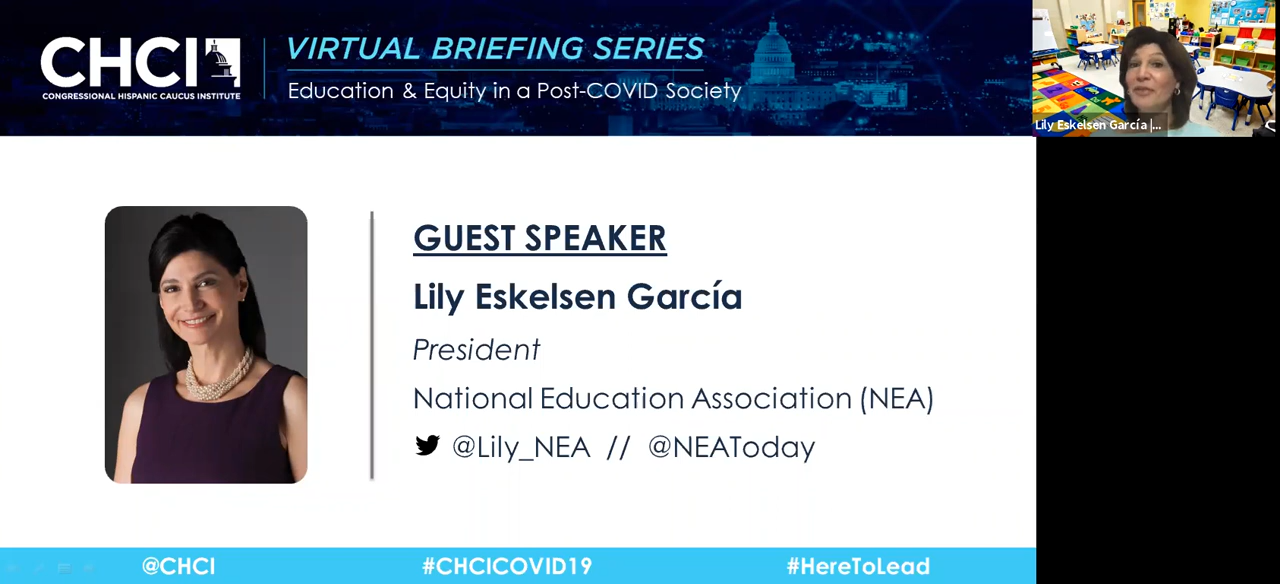 CHCI
CONGRESSIONAL HISPANIC CAUCUS INSTITUTE
VIRTUAL BRIEFING SERIES
Education & Equity in a Post-COVID Society
Lily Eskelsen García |...
GUEST SPEAKER
Lily Eskelsen García
President
National Education Association (NEA)
@Lily_NEA // @NEAToday
@CHCI #CHCICOVID19 #HereToLead